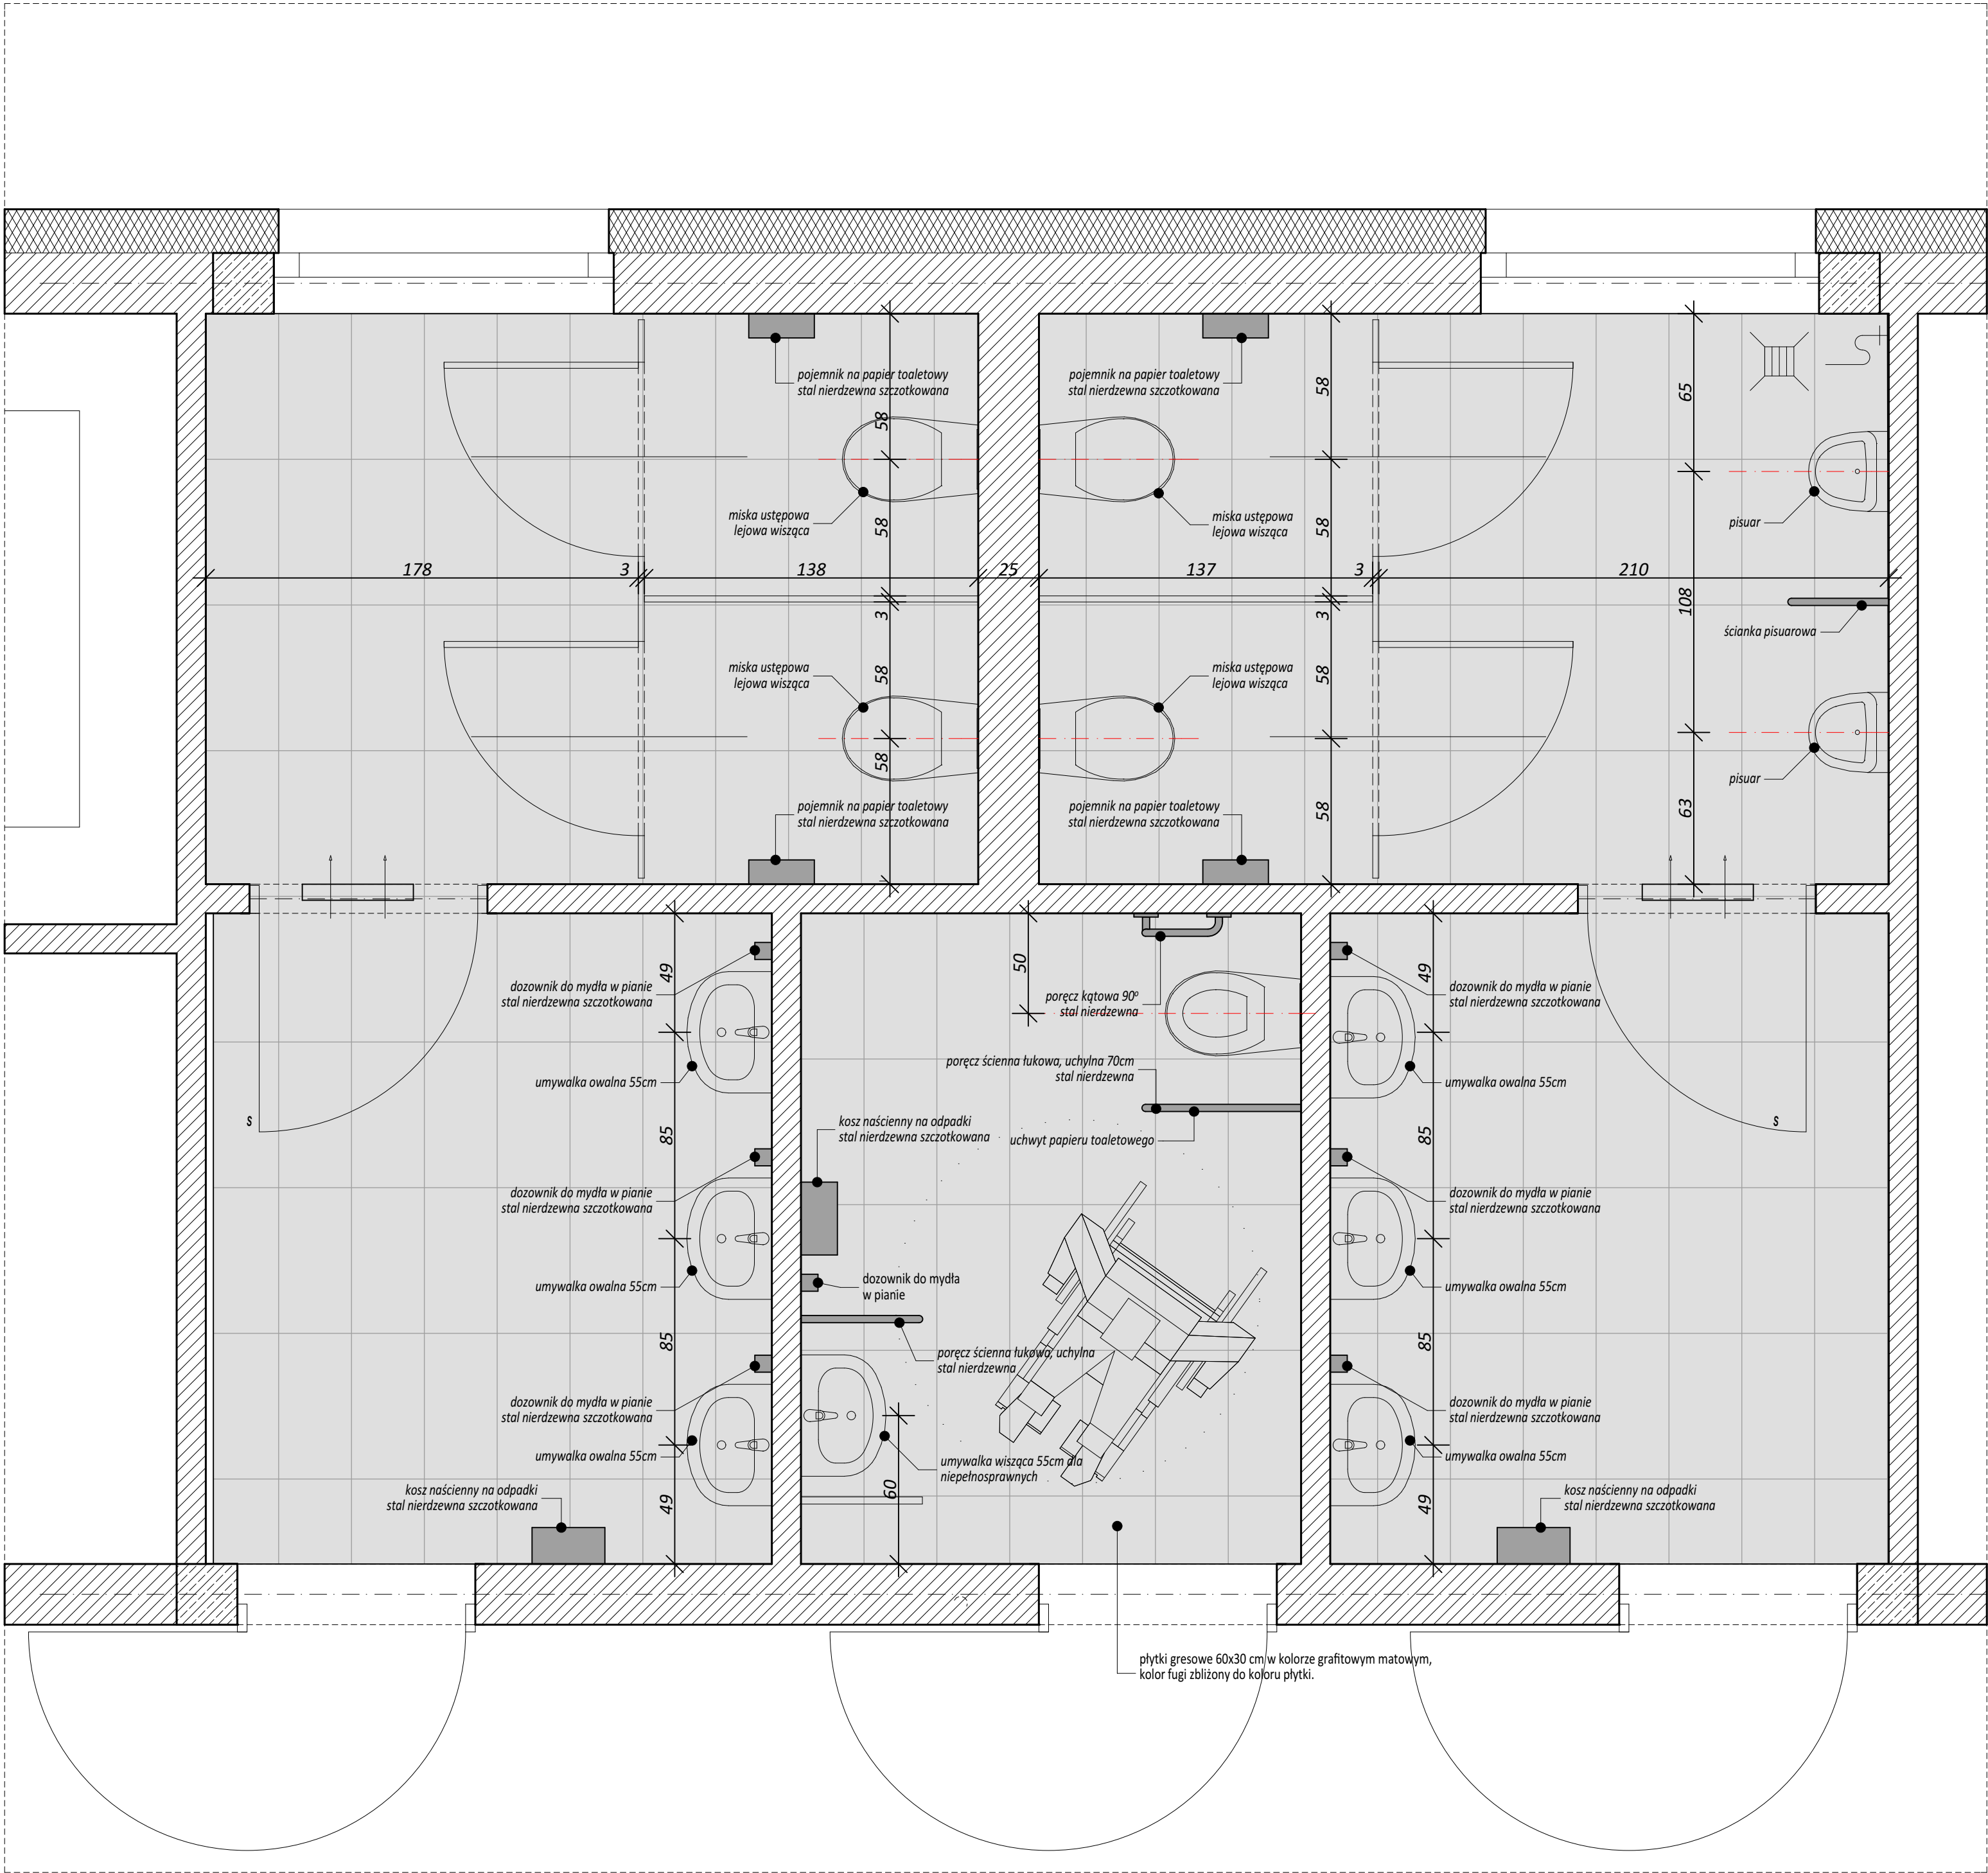 pojemnik na papier toaletowy
stal nierdzewna szczotkowana
58
pojemnik na papier toaletowy
stal nierdzewna szczotkowana
58
65
miska ustępowa
lejowa wisząca
58
miska ustępowa
lejowa wisząca
58
pisuar
178
3
138
25
137
3
210
3
3
108
ścianka pisuarowa
miska ustępowa
lejowa wisząca
58
miska ustępowa
lejowa wisząca
58
58
pisuar
pojemnik na papier toaletowy
stal nierdzewna szczotkowana
pojemnik na papier toaletowy
stal nierdzewna szczotkowana
58
63
49
dozownik do mydła w pianie
stal nierdzewna szczotkowana
umywalka owalna 55cm
S
85
dozownik do mydła w pianie
stal nierdzewna szczotkowana
umywalka owalna 55cm
85
dozownik do mydła w pianie
stal nierdzewna szczotkowana
umywalka owalna 55cm
kosz naścienny na odpadki
stal nierdzewna szczotkowana
49
50
poręcz kątowa 90º
stal nierdzewna
poręcz ścienna łukowa, uchylna 70cm
stal nierdzewna
kosz naścienny na odpadki
stal nierdzewna szczotkowana
uchwyt papieru toaletowego
dozownik do mydła
w pianie
poręcz ścienna łukowa, uchylna
stal nierdzewna
umywalka wisząca 55cm dla
niepełnosprawnych
60
49
dozownik do mydła w pianie
stal nierdzewna szczotkowana
umywalka owalna 55cm
S
85
dozownik do mydła w pianie
stal nierdzewna szczotkowana
umywalka owalna 55cm
85
dozownik do mydła w pianie
stal nierdzewna szczotkowana
umywalka owalna 55cm
kosz naścienny na odpadki
stal nierdzewna szczotkowana
49
płytki gresowe 60x30 cm w kolorze grafitowym matowym,
kolor fugi zbliżony do koloru płytki.